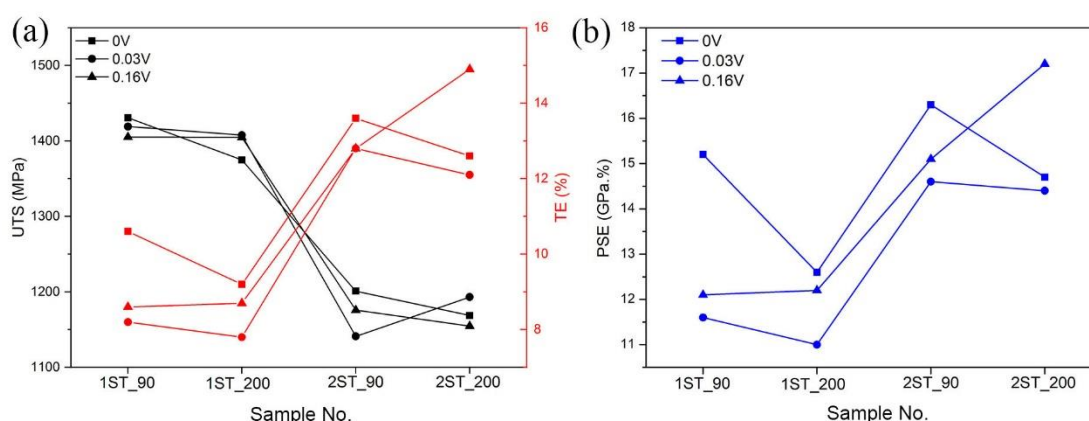 (a)
0V
0.03V
0.16V
1500
1400
1300
1200
1100
UTS (MPa)
16
14
12
10
8
TE (%)
1ST_90
1ST_200
2ST_90
2ST_200
Sample No.
(b)
0V
0.03V
0.16V
18
17
16
15
14
13
12
11
PSE (GPa.%)
1ST_90
1ST_200
2ST_90
2ST_200
Sample No.